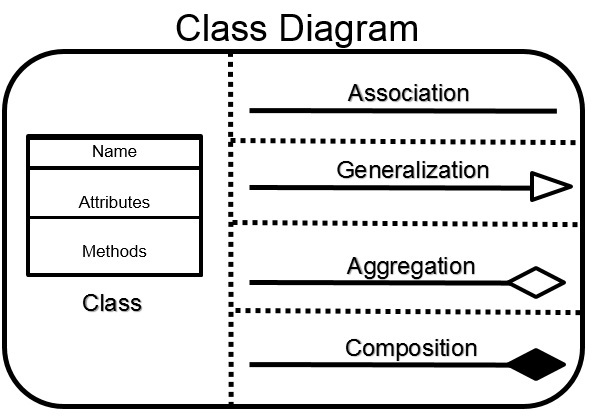 Class Diagram
Name
Attributes
Methods
Class
Association
Generalization
Aggregation
Composition